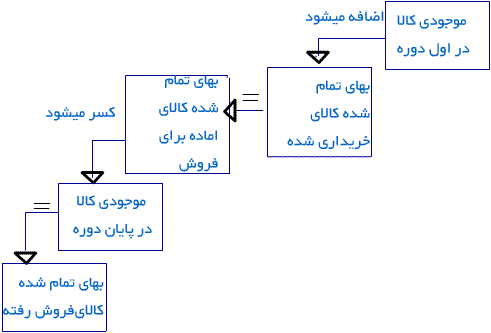 موجودی کالا
در اول دوره
اضافه میشود
بهای تمام
شده کالای
خریداری شده
=
بهای تمام
شده کالای
اماده برای
فروش
کسر میشود
موجودی کالا
در پایان دوره
=
بهای تمام شده
کالای‌فروش رفته